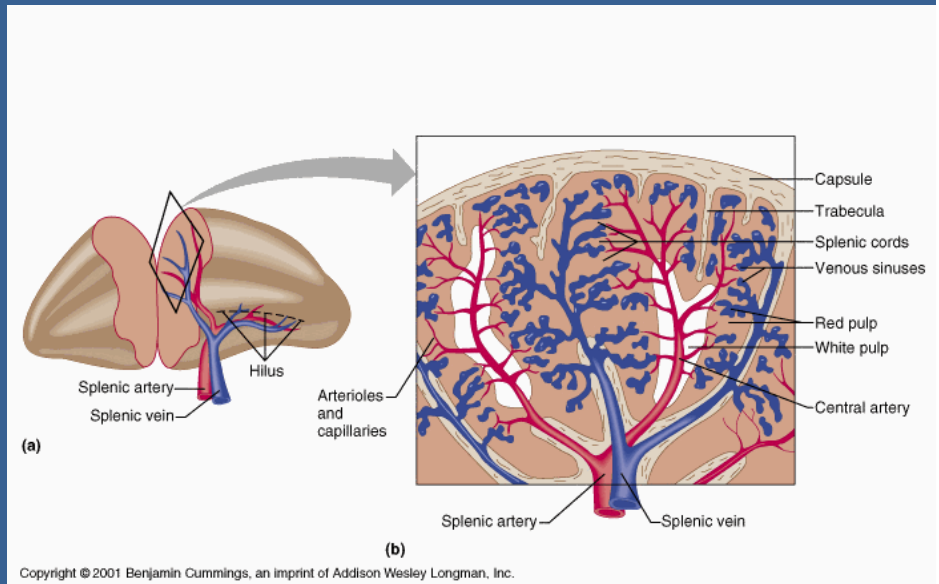 Capsule
Trabecula
Splenic cords
Venous sinuses
Red pulp
White pulp
Central artery
Hilus
Splenic artery
Splenic vein
Arterioles
and
capillaries
(a)
Splenic artery
Splenic vein
(b)
Copyright © 2001 Benjamin Cummings, an imprint of Addison Wesley Longman, Inc.